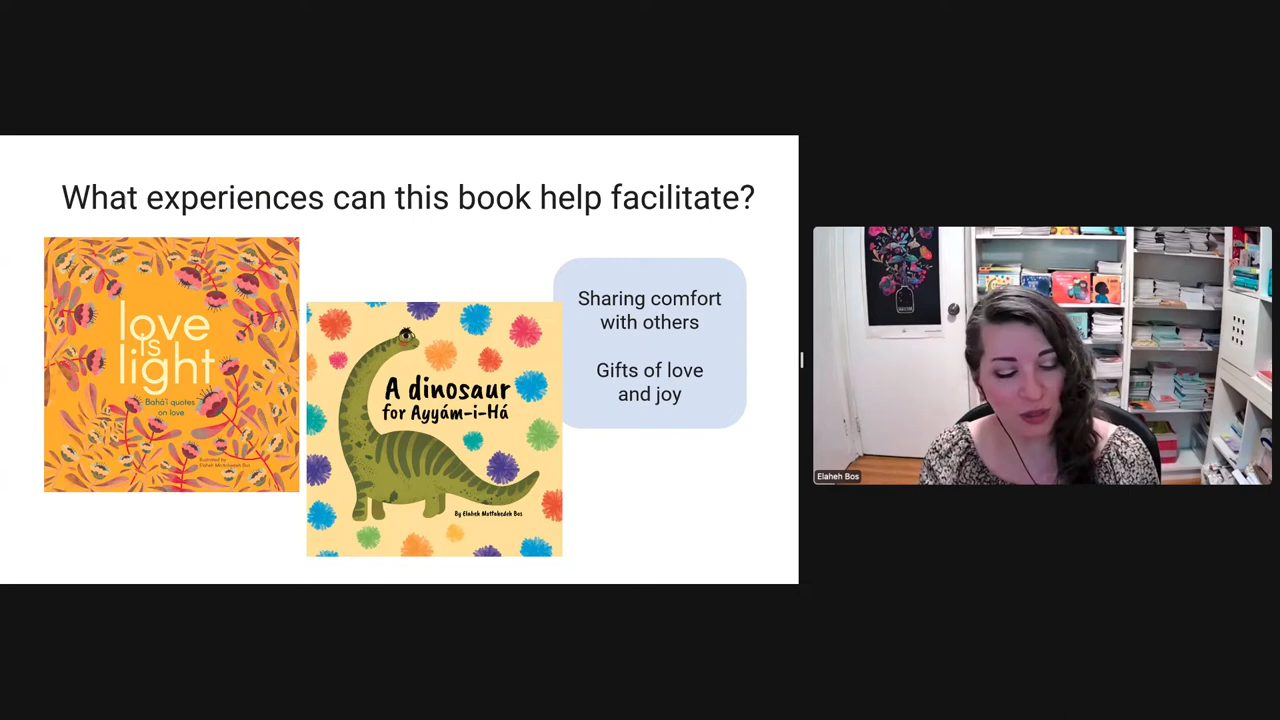 What experiences can this book help facilitate?
love
is
light
Bahá'í quotes
on love
Illustrated by
Elaheh Mottahedeh Bos
A dinosaur
for Ayyám-i-Há
By Elaheh Mottahedeh Bos
Sharing comfort
with others
Gifts of love
and joy
Elaheh Bos